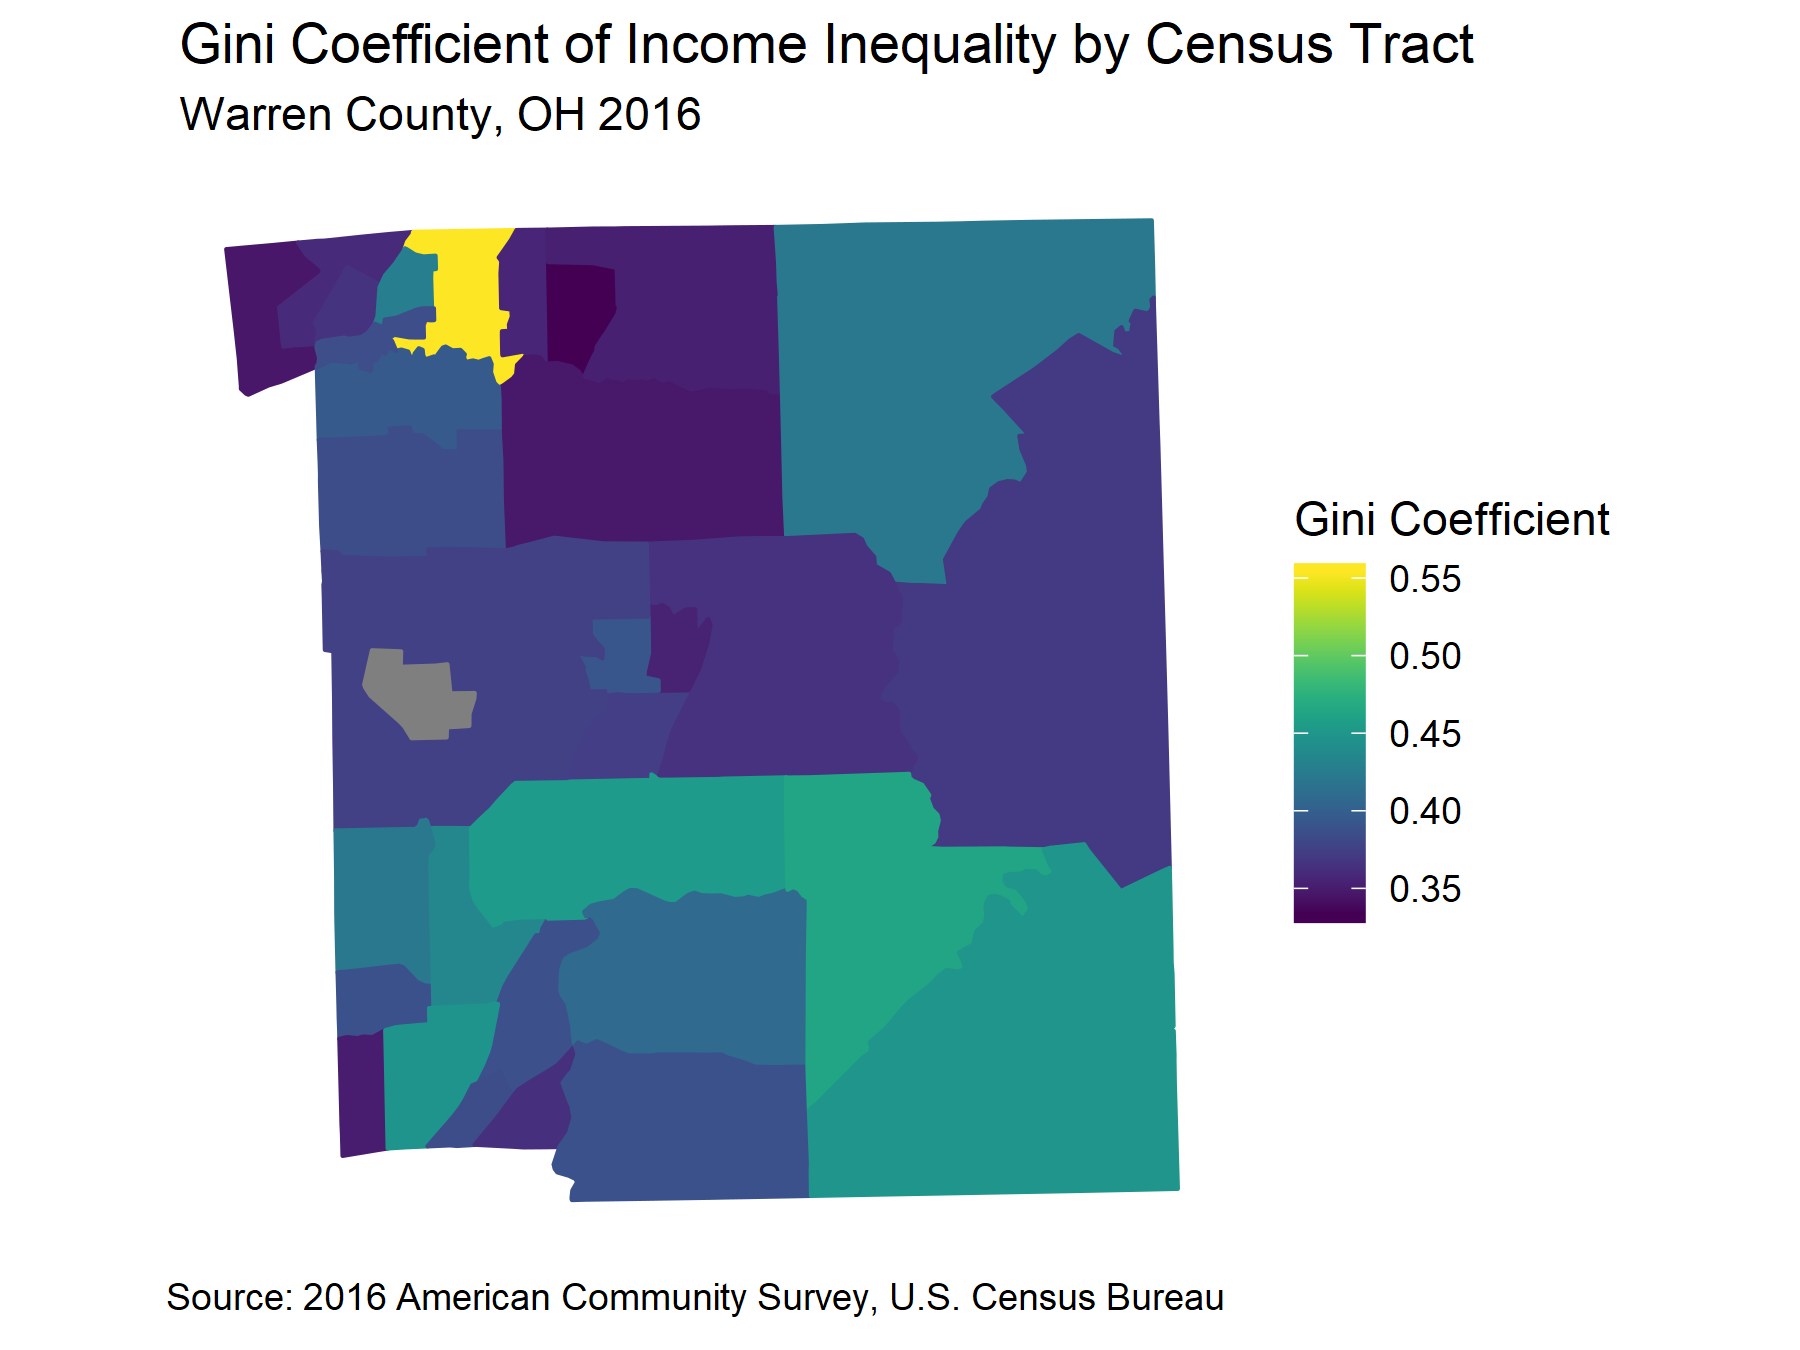 Gini Coefficient of Income Inequality by Census Tract
Warren County, OH 2016
Gini Coefficient
0.55
0.50
0.45
0.40
0.35
Source: 2016 American Community Survey, U.S. Census Bureau